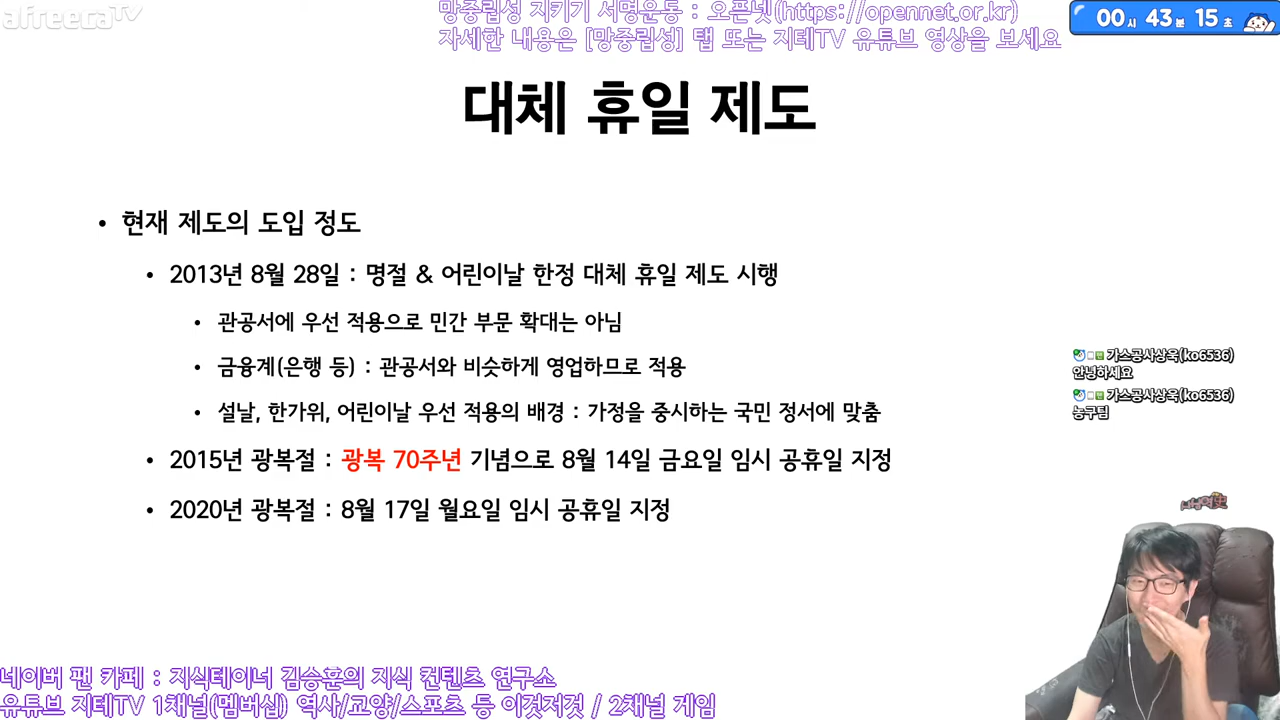 afreecaTV
망중립성 지키기 서명운동 : 오픈넷(https://opennet.or.kr)
자세한 내용은 [망중립성] 탭 또는 지테TV 유튜브 영상을 보세요
00시 43분 15초
대체 휴일 제도
• 현재 제도의 도입 정도
• 2013년 8월 28일 : 명절 & 어린이날 한정 대체 휴일 제도 시행
• 관공서에 우선 적용으로 민간 부문 확대는 아님
• 금융계(은행 등) : 관공서와 비슷하게 영업하므로 적용
• 설날, 한가위, 어린이날 우선 적용의 배경 : 가정을 중시하는 국민 정서에 맞춤
• 2015년 광복절 : 광복 70주년 기념으로 8월 14일 금요일 임시 공휴일 지정
• 2020년 광복절 : 8월 17일 월요일 임시 공휴일 지정
가스공사상욱(ko6536)
안녕하세요
가스공사상욱(ko6536)
농구팀
네이버 팬 카페 : 지식테이너 김승훈의 지식 컨텐츠 연구소
유튜브 지테TV 1채널(멤버십) 역사/교양/스포츠 등 이것저것 / 2채널 게임